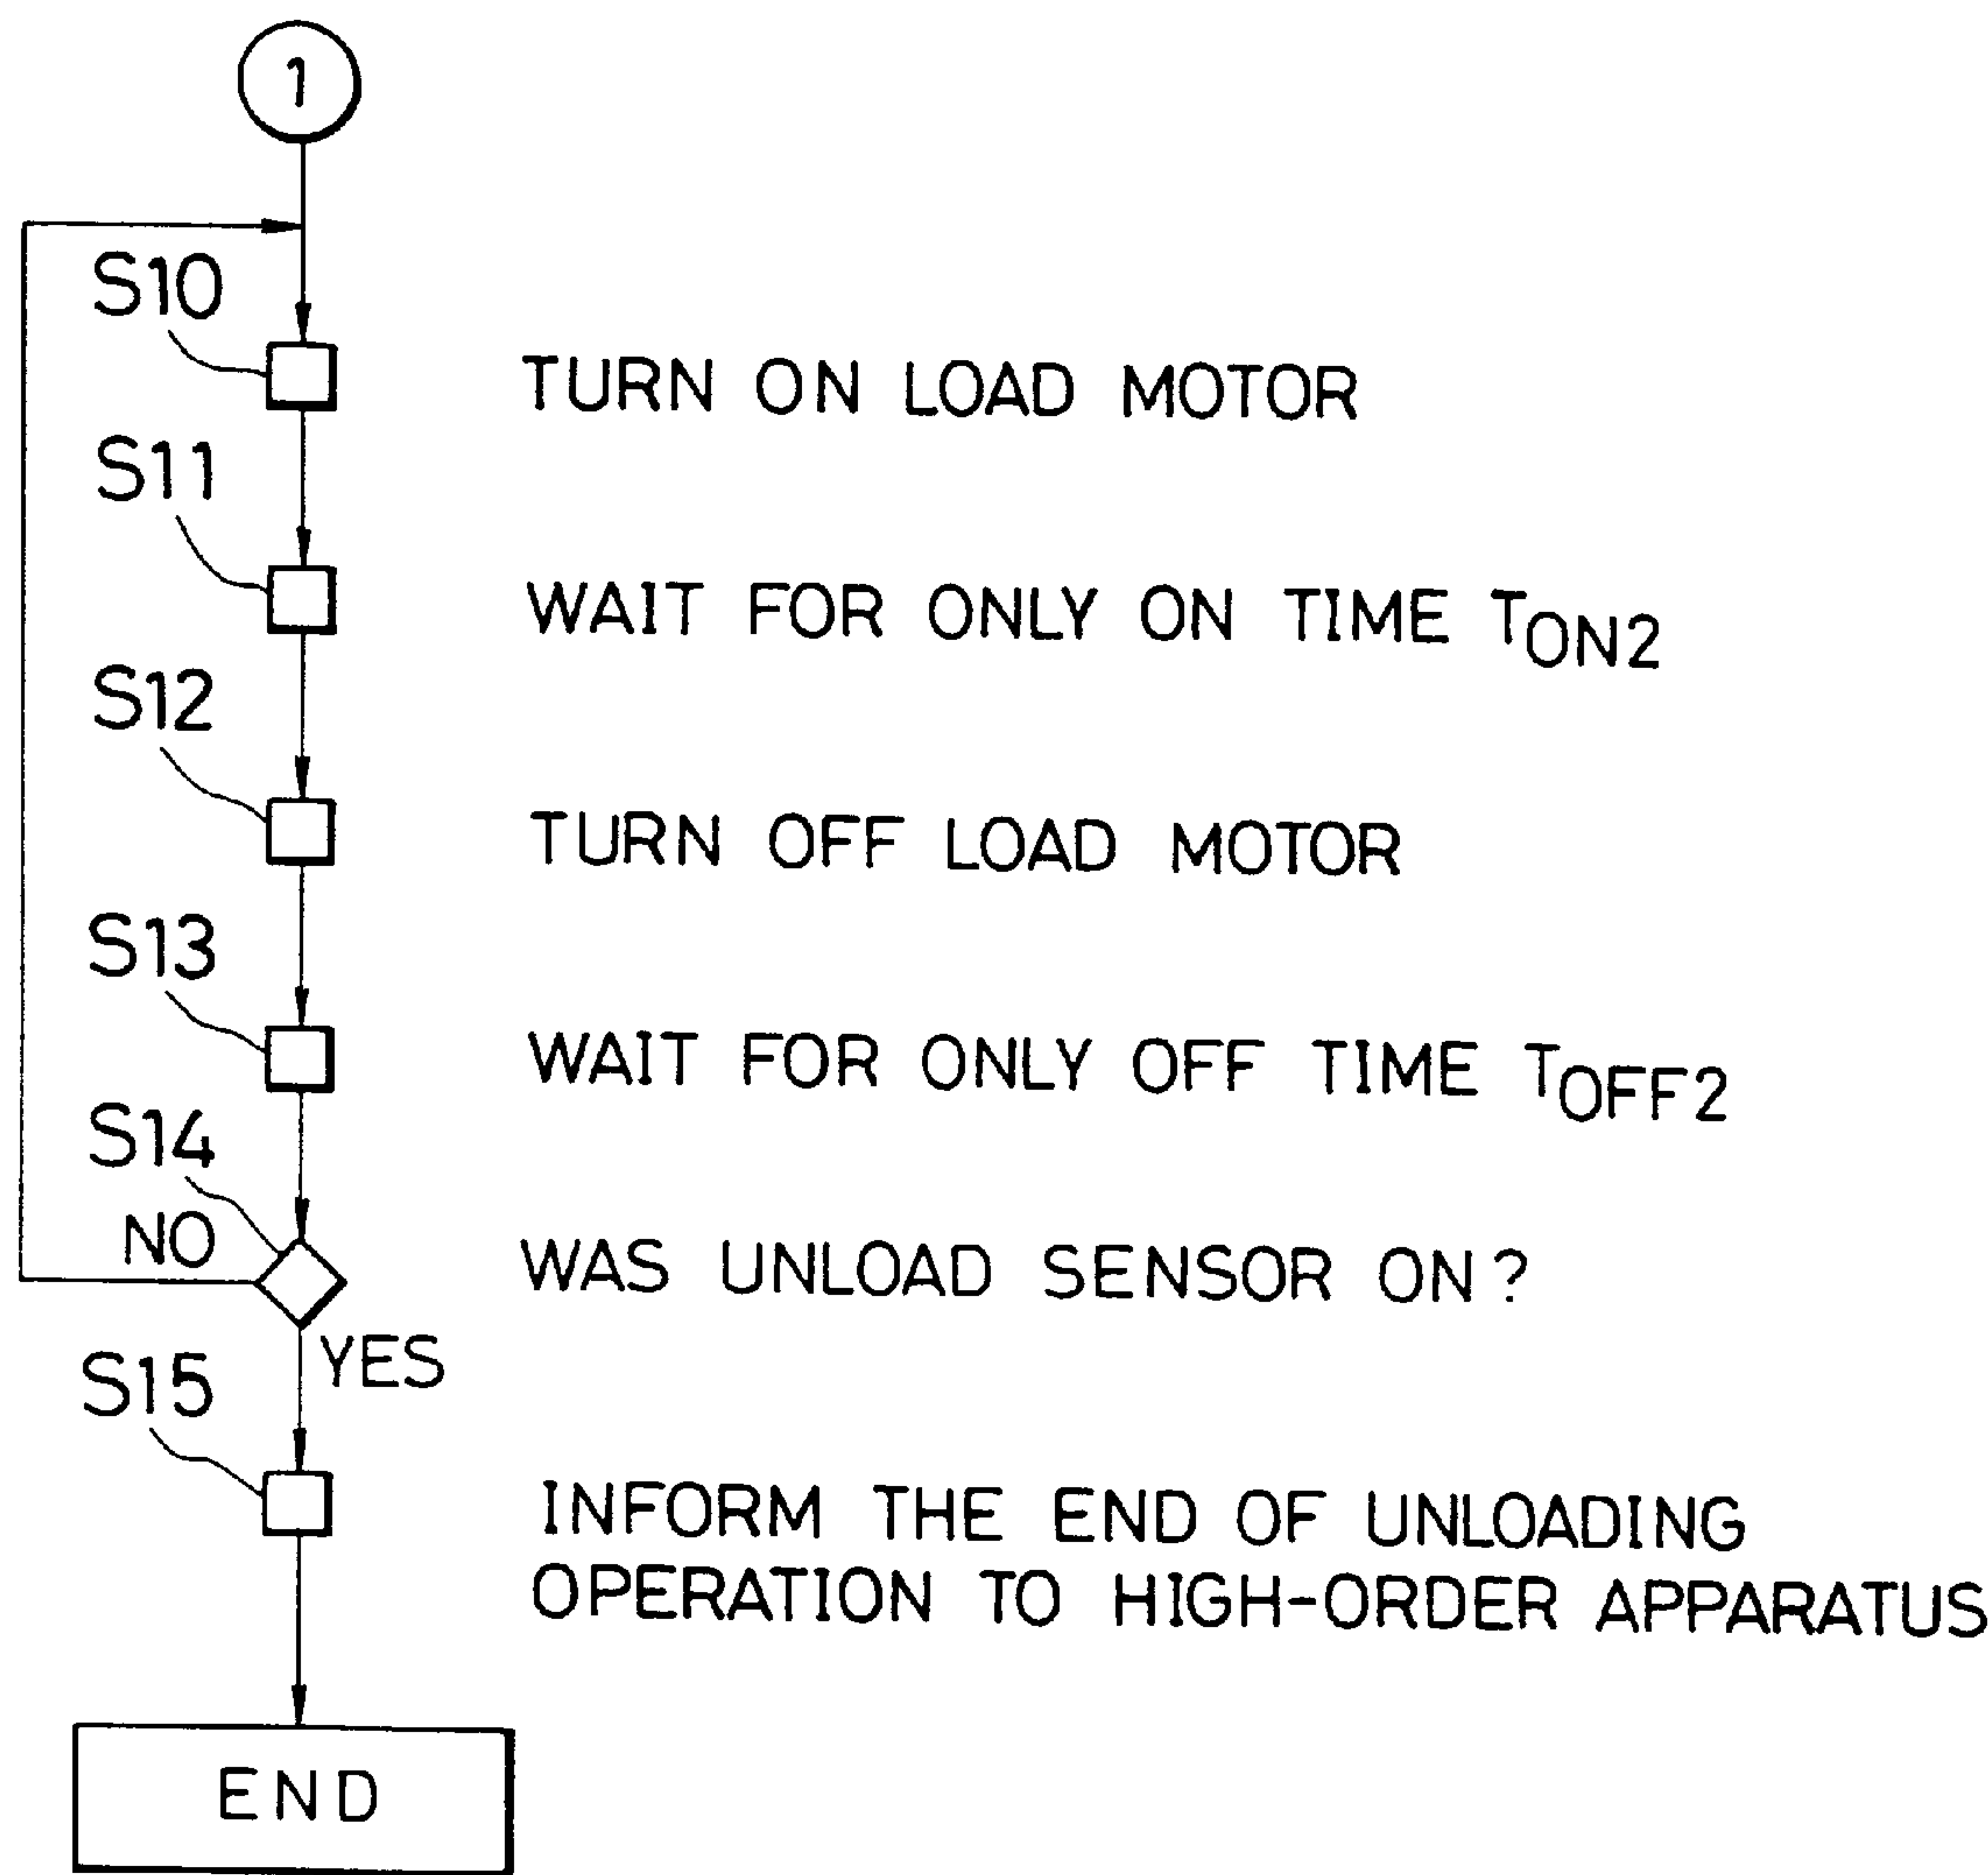 1
S10
TURN ON LOAD MOTOR
S11
WAIT FOR ONLY ON TIME TON2
S12
TURN OFF LOAD MOTOR
S13
WAIT FOR ONLY OFF TIME TOFF2
S14
NO
WAS UNLOAD SENSOR ON?
YES
S15
INFORM THE END OF UNLOADING
OPERATION TO HIGH-ORDER APPARATUS
END